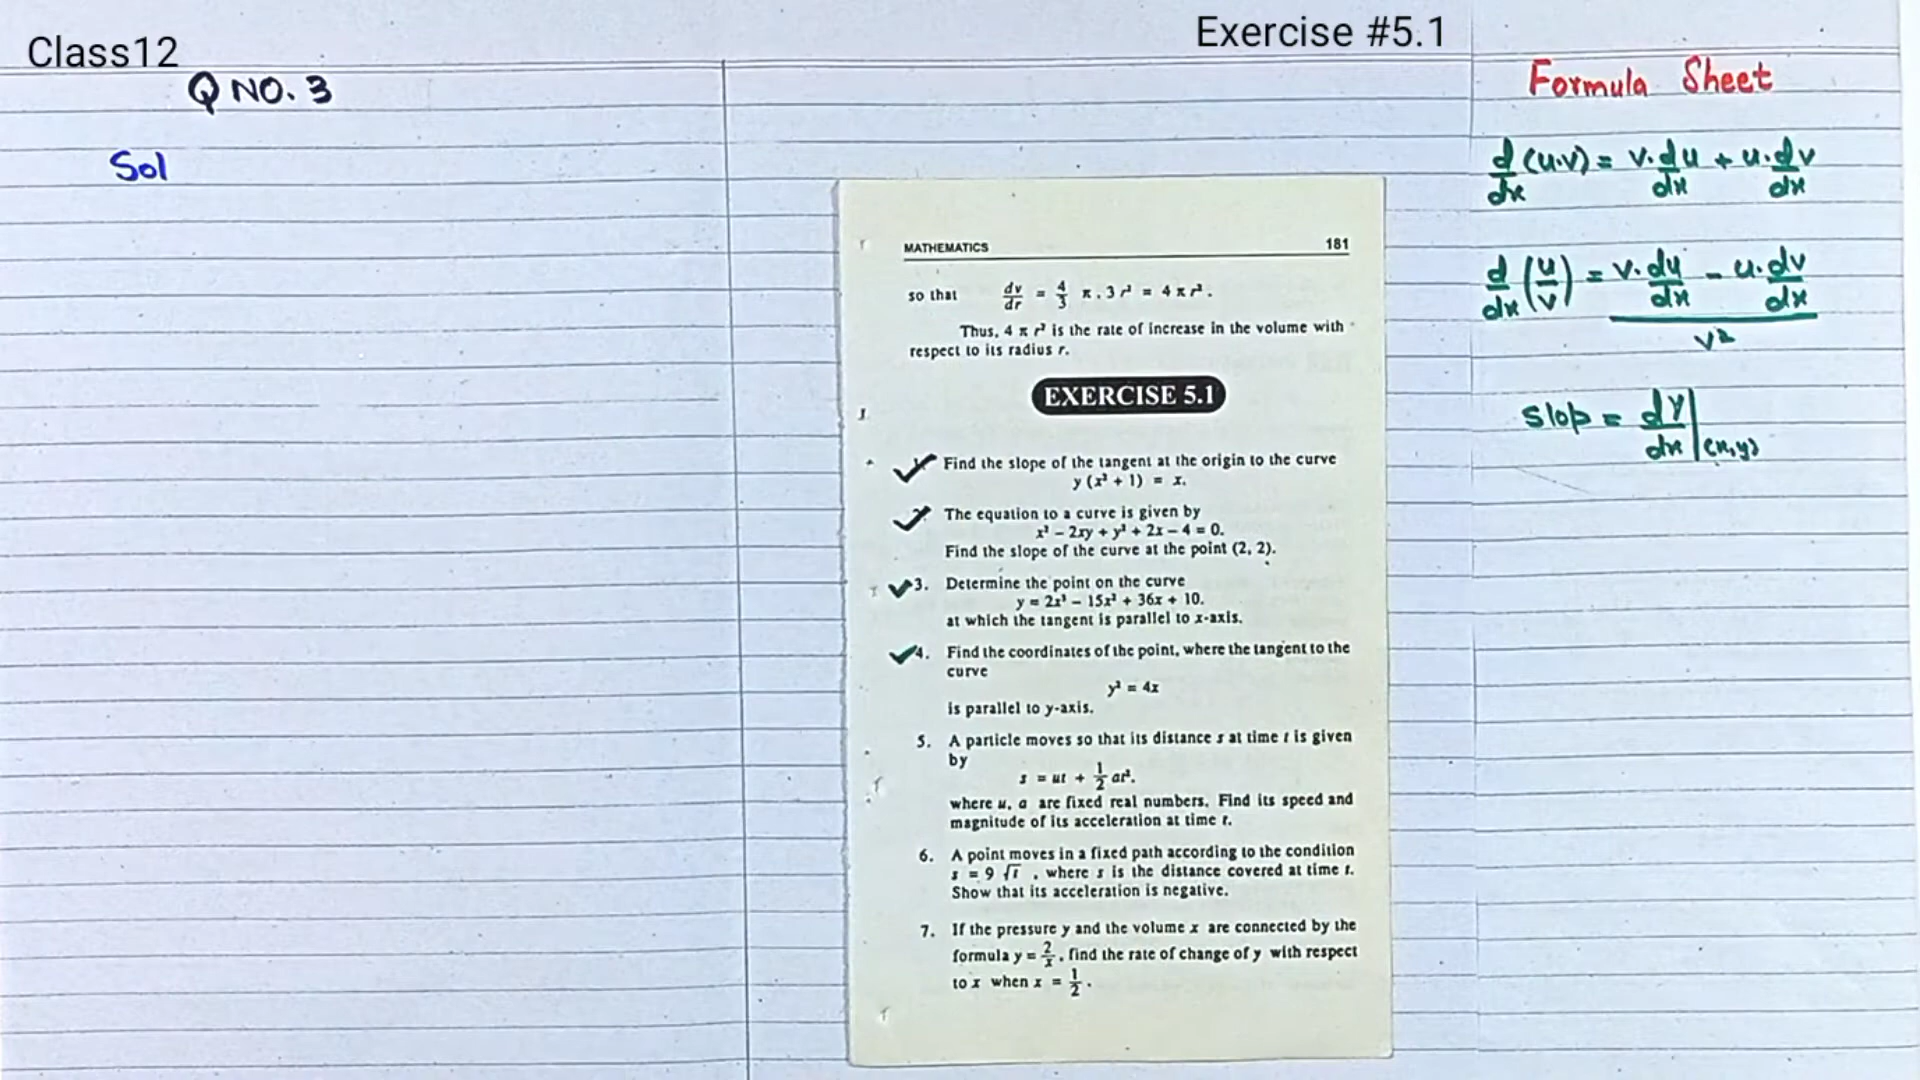 Class12
Exercise #5.1
Q NO. 3
Sol
Formula Sheet
d/dx (u·v) = v·du/dx + u·dv/dx
d/dx (u/v) = v·du/dx - u·dv/dx / v²
Slop = dy/dx |(x,y)
MATHEMATICS 181
so that dv/dr = 4/3 π . 3 r² = 4 π r².
Thus, 4 π r² is the rate of increase in the volume with
respect to its radius r.
EXERCISE 5.1
Find the slope of the tangent at the origin to the curve
y (x² + 1) = x.
The equation to a curve is given by
x² – 2xy + y² + 2x – 4 = 0.
Find the slope of the curve at the point (2, 2).
3. Determine the point on the curve
y = 2x³ – 15x² + 36x + 10.
at which the tangent is parallel to x-axis.
4. Find the coordinates of the point, where the tangent to the
curve
y² = 4x
is parallel to y-axis.
5. A particle moves so that its distance s at time t is given
by
s = ut + 1/2 at².
where u, a are fixed real numbers. Find its speed and
magnitude of its acceleration at time t.
6. A point moves in a fixed path according to the condition
s = 9 √t , where s is the distance covered at time t.
Show that its acceleration is negative.
7. If the pressure y and the volume x are connected by the
formula y = 2/x , find the rate of change of y with respect
to x when x = 1/2 .